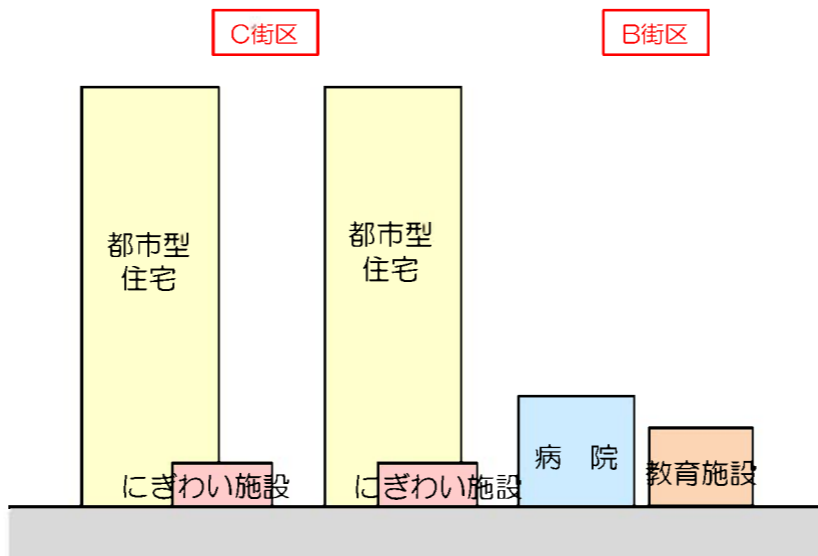 C街区
B街区
都市型
住宅
都市型
住宅
にぎわい施設
にぎわい施設
病　院
教育施設